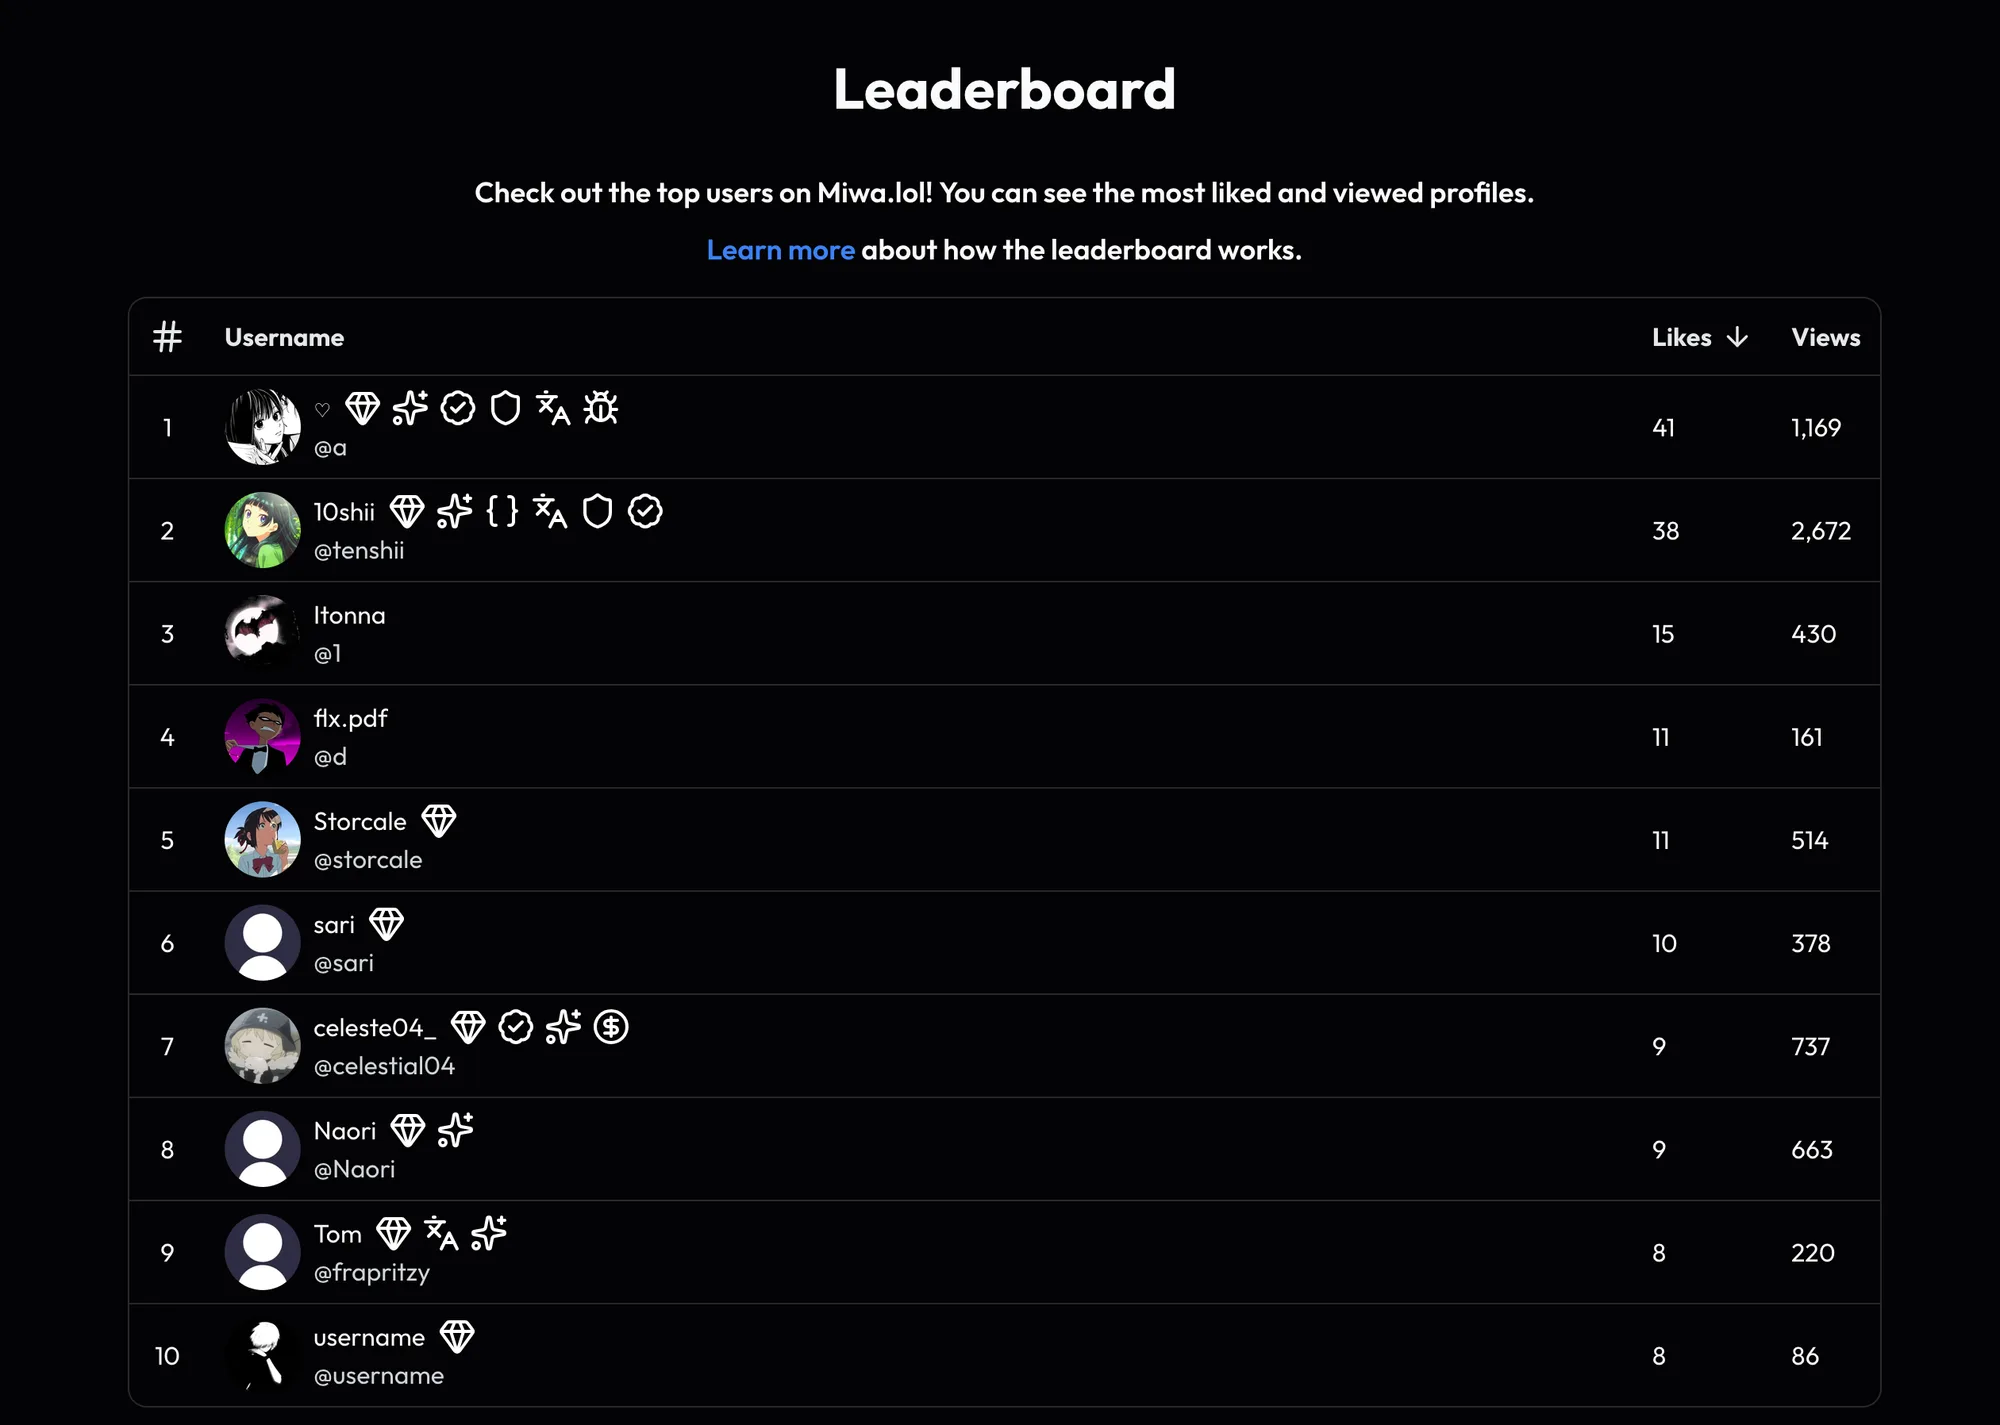 Leaderboard
Check out the top users on Miwa.lol! You can see the most liked and viewed profiles.
Learn more about how the leaderboard works.
# Username Likes ↓ Views
1 ♡ @a 41 1,169
2 10shii @tenshii 38 2,672
3 Itonna @1 15 430
4 flx.pdf @d 11 161
5 Storcale @storcale 11 514
6 sari @sari 10 378
7 celeste04_ @celestial04 9 737
8 Naori @Naori 9 663
9 Tom @frapritzy 8 220
10 username @username 8 86